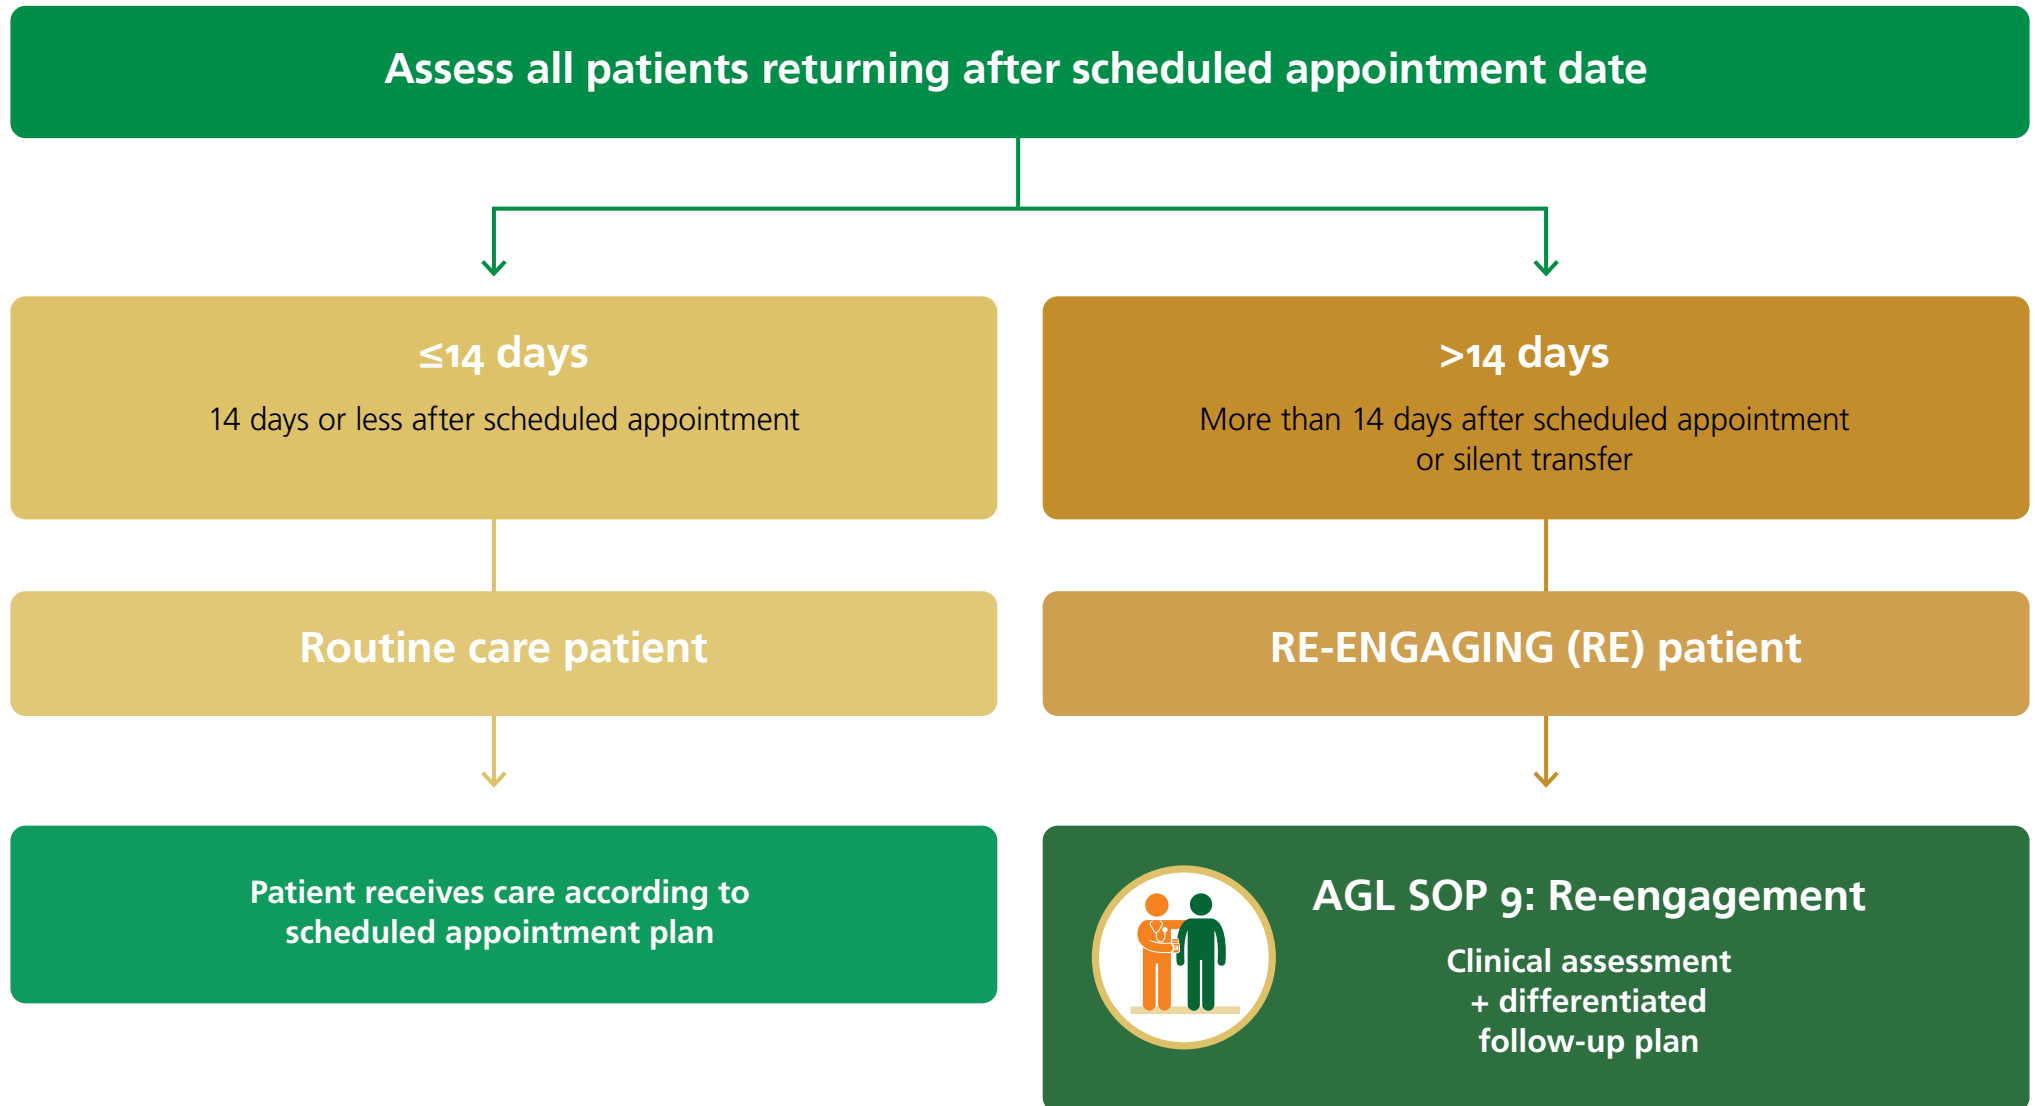 Assess all patients returning after scheduled appointment date
≤14 days
14 days or less after scheduled appointment
>14 days
More than 14 days after scheduled appointment
or silent transfer
Routine care patient
RE-ENGAGING (RE) patient
Patient receives care according to
scheduled appointment plan
AGL SOP 9: Re-engagement
Clinical assessment
+ differentiated
follow-up plan